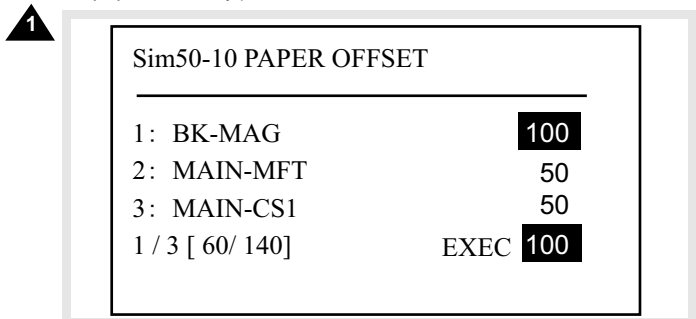 1
Sim50-10 PAPER OFFSET
1: BK-MAG 100
2: MAIN-MFT 50
3: MAIN-CS1 50
1 / 3 [ 60/ 140] EXEC 100